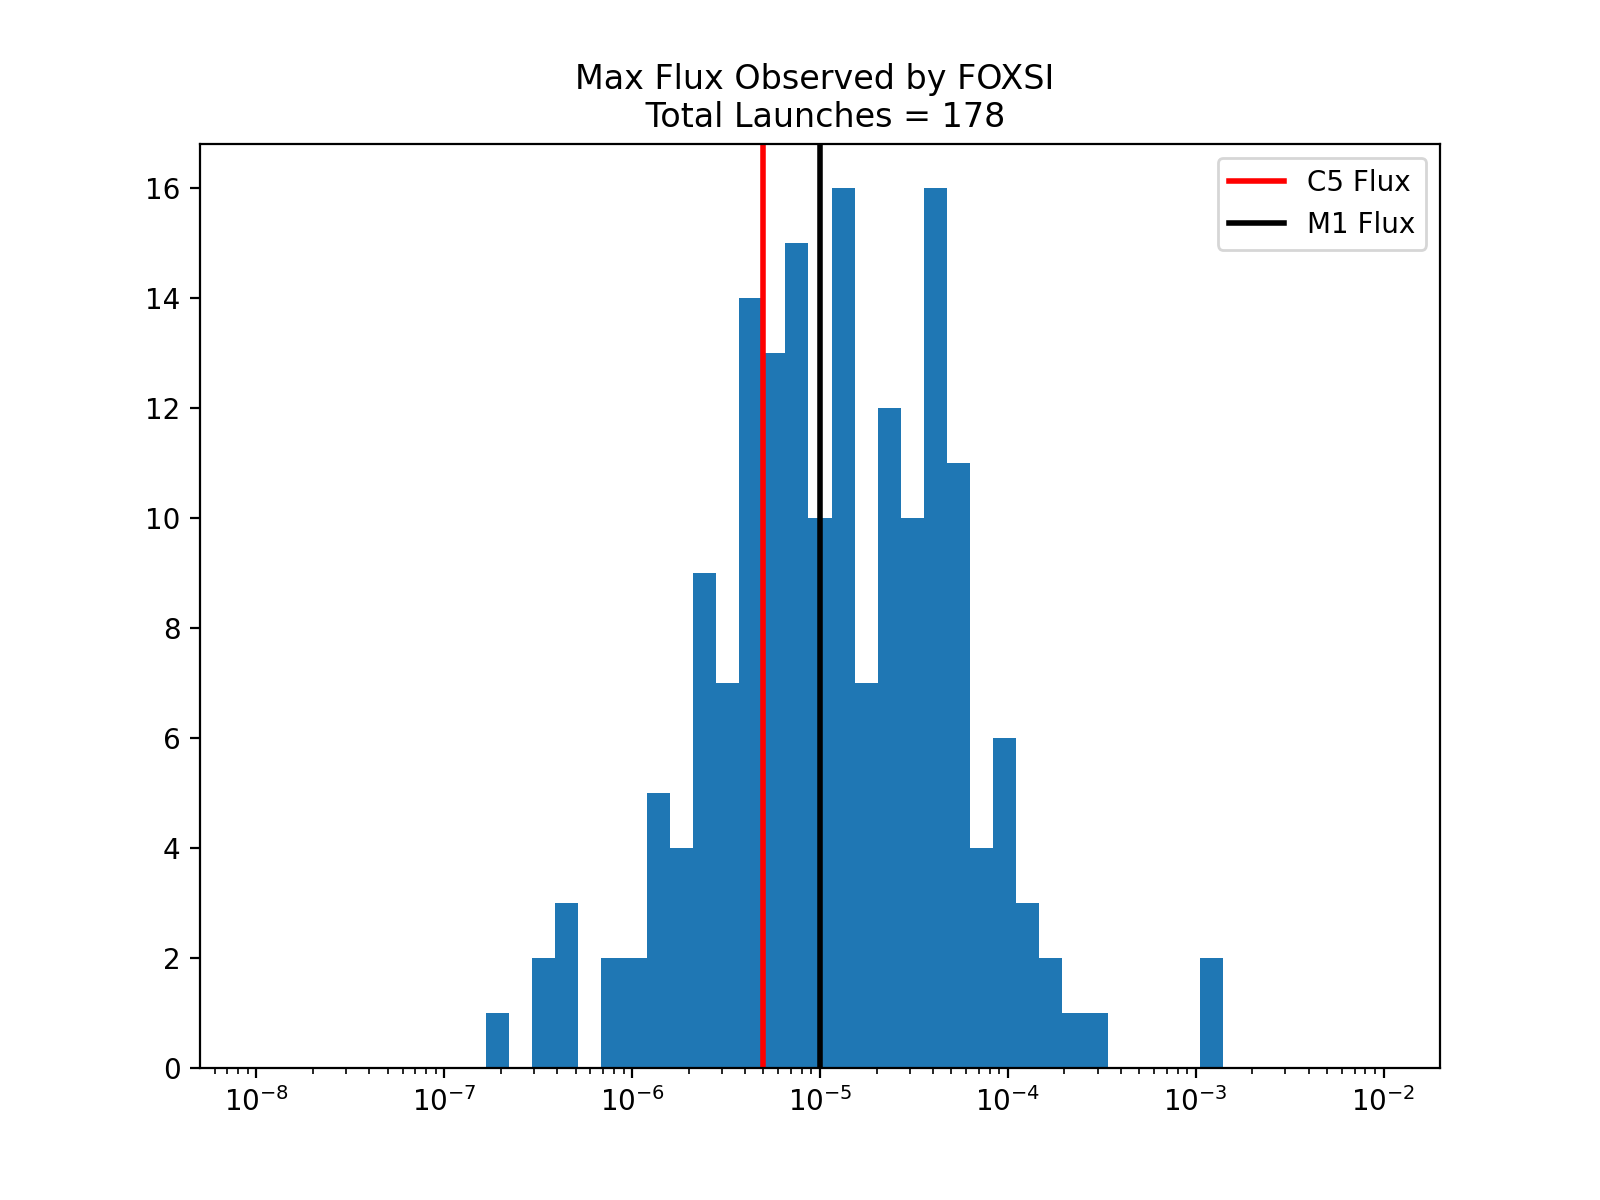 Max Flux Observed by FOXSI
Total Launches = 178
C5 Flux
M1 Flux
16
14
12
10
8
6
4
2
0
10⁻⁸ 10⁻⁷ 10⁻⁶ 10⁻⁵ 10⁻⁴ 10⁻³ 10⁻²